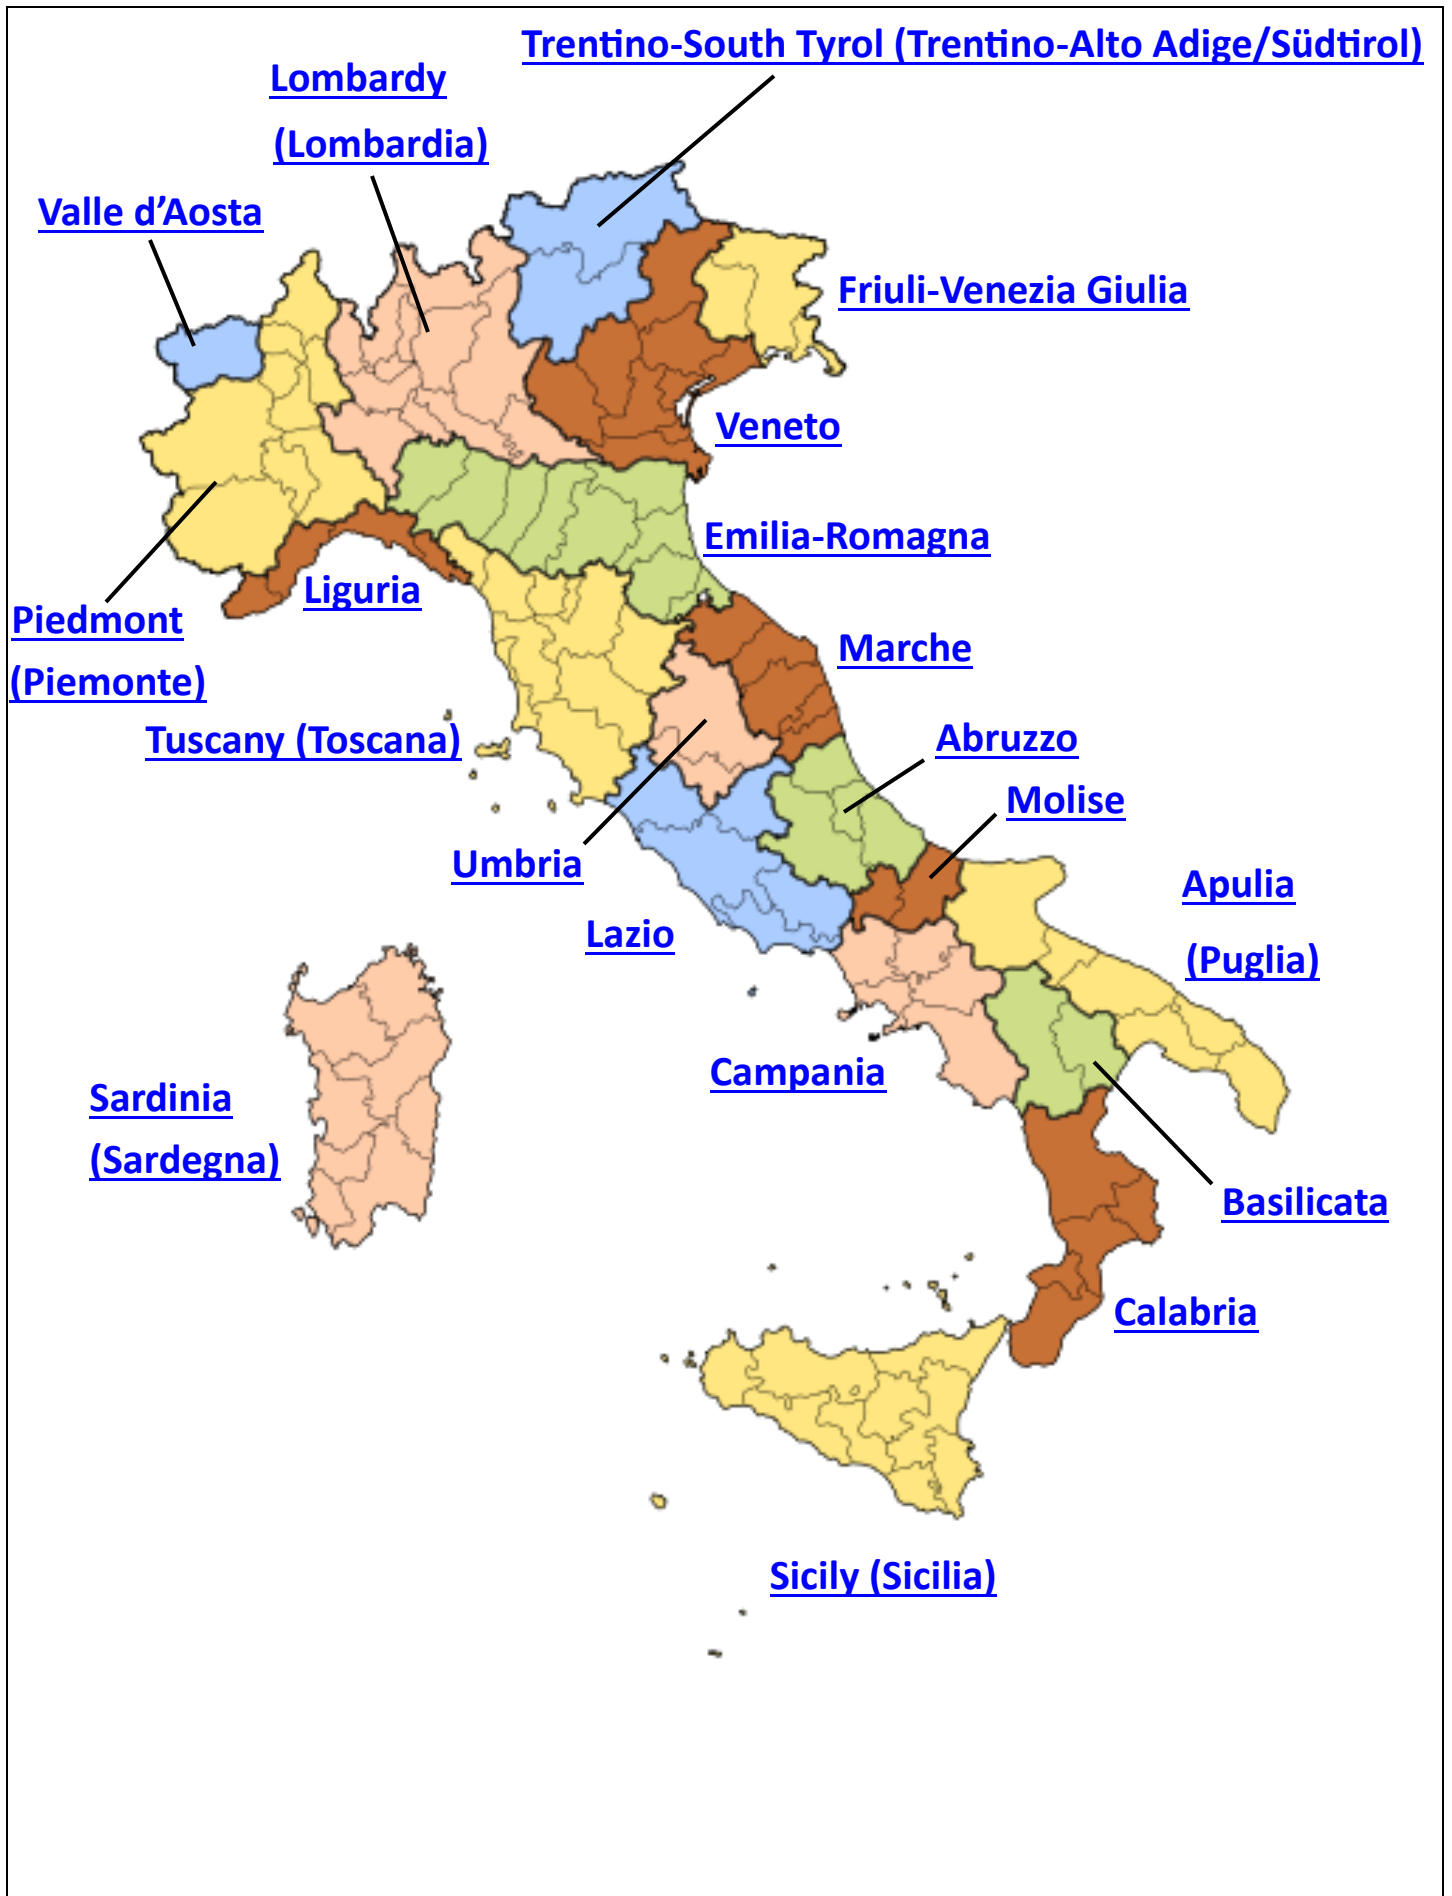 Trentino-South Tyrol (Trentino-Alto Adige/Südtirol)
Lombardy
(Lombardia)
Valle d’Aosta
Friuli-Venezia Giulia
Veneto
Emilia-Romagna
Liguria
Piedmont
(Piemonte)
Marche
Tuscany (Toscana)
Abruzzo
Molise
Umbria
Apulia
(Puglia)
Lazio
Campania
Sardinia
(Sardegna)
Basilicata
Calabria
Sicily (Sicilia)